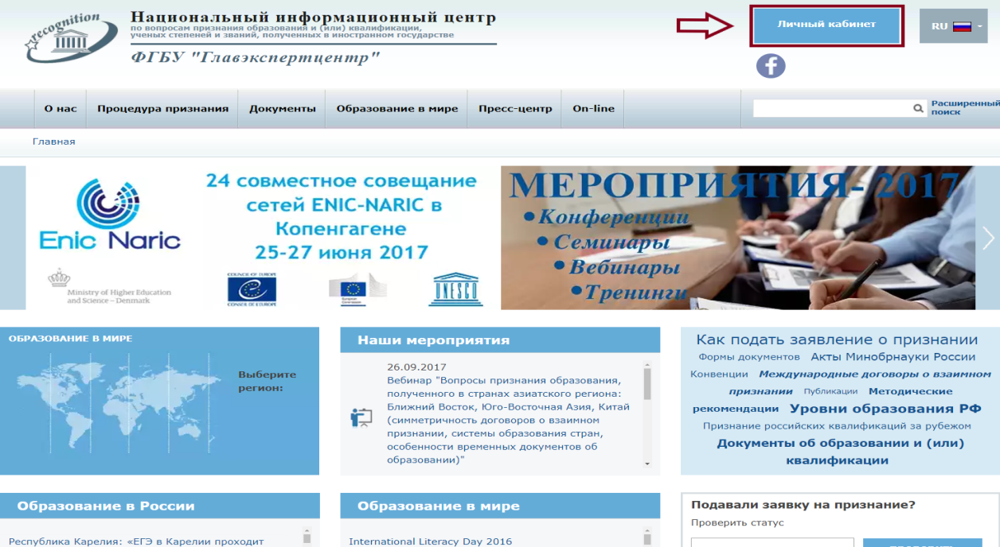 recognition
Национальный информационный центр
по вопросам признания образования и (или) квалификации,
ученых степеней и званий, полученных в иностранном государстве
ФГБУ "Главэкспертцентр"
Личный кабинет
RU
О нас Процедура признания Документы Образование в мире Пресс-центр On-line
Расширенный
поиск
Главная
Enic Naric
24 совместное совещание
сетей ENIC-NARIC в
Копенгагене
25-27 июня 2017
Ministry of Higher Education
and Science – Denmark
COUNCIL OF EUROPE
CONSEIL DE L'EUROPE
European
Commission
UNESCO
МЕРОПРИЯТИЯ- 2017
•Конференции
•Семинары
•Вебинары
•Тренинги
ОБРАЗОВАНИЕ В МИРЕ
Выберите
регион:
Наши мероприятия
26.09.2017
Вебинар "Вопросы признания образования,
полученного в странах азиатского региона:
Ближний Восток, Юго-Восточная Азия, Китай
(симметричность договоров о взаимном
признании, системы образования стран,
особенности временных документов об
образовании)"
Как подать заявление о признании
Формы документов Акты Минобрнауки России
Конвенции Международные договоры о взаимном
признании Публикации Методические
рекомендации Уровни образования РФ
Признание российских квалификаций за рубежом
Документы об образовании и (или)
квалификации
Образование в России
Республика Карелия: «ЕГЭ в Карелии проходит
Образование в мире
International Literacy Day 2016
Подавали заявку на признание?
Проверить статус